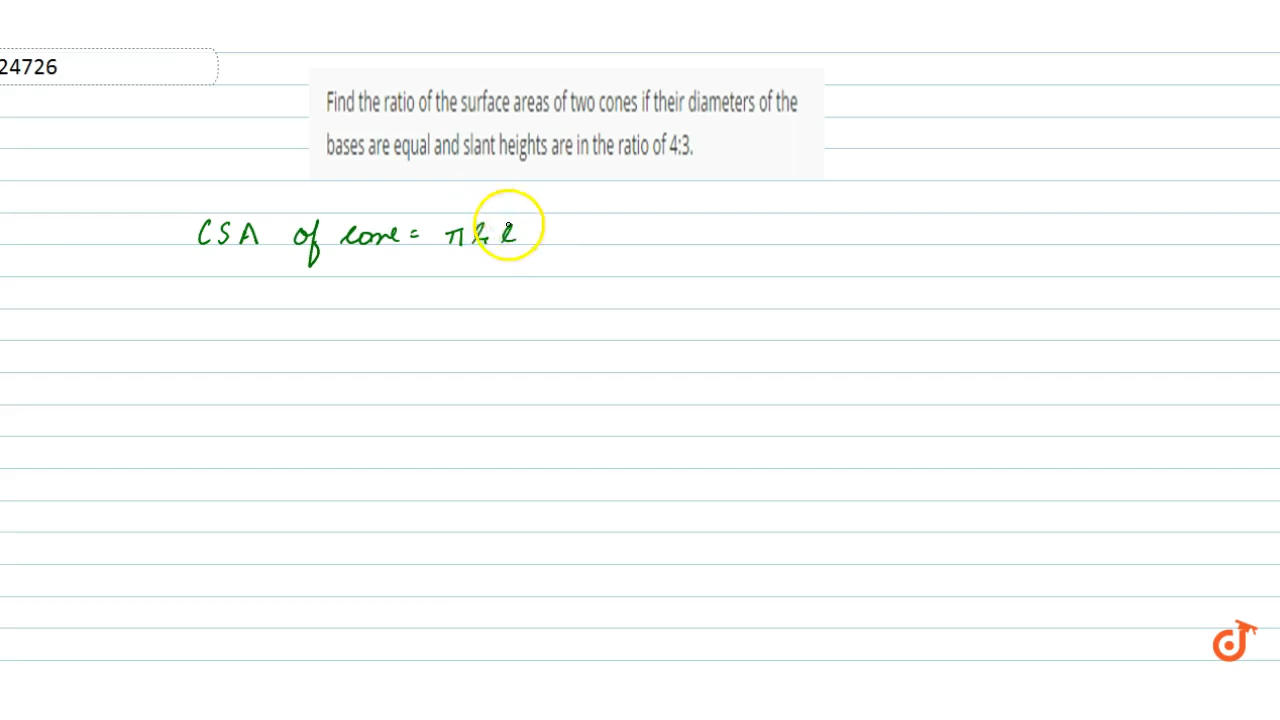 24726
Find the ratio of the surface areas of two cones if their diameters of the
bases are equal and slant heights are in the ratio of 4:3.
CSA of cone = πrl